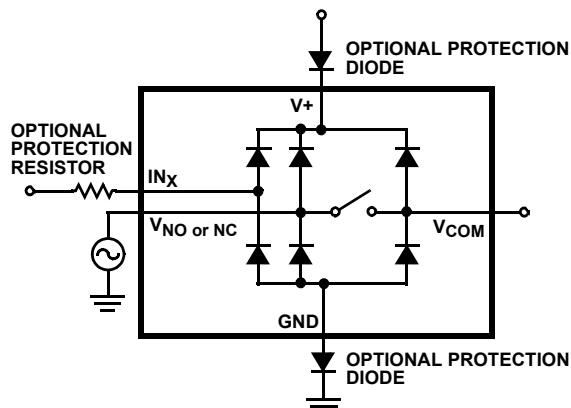 OPTIONAL PROTECTION
DIODE
V+
OPTIONAL
PROTECTION
RESISTOR
INX
VNO or NC
VCOM
GND
OPTIONAL PROTECTION
DIODE